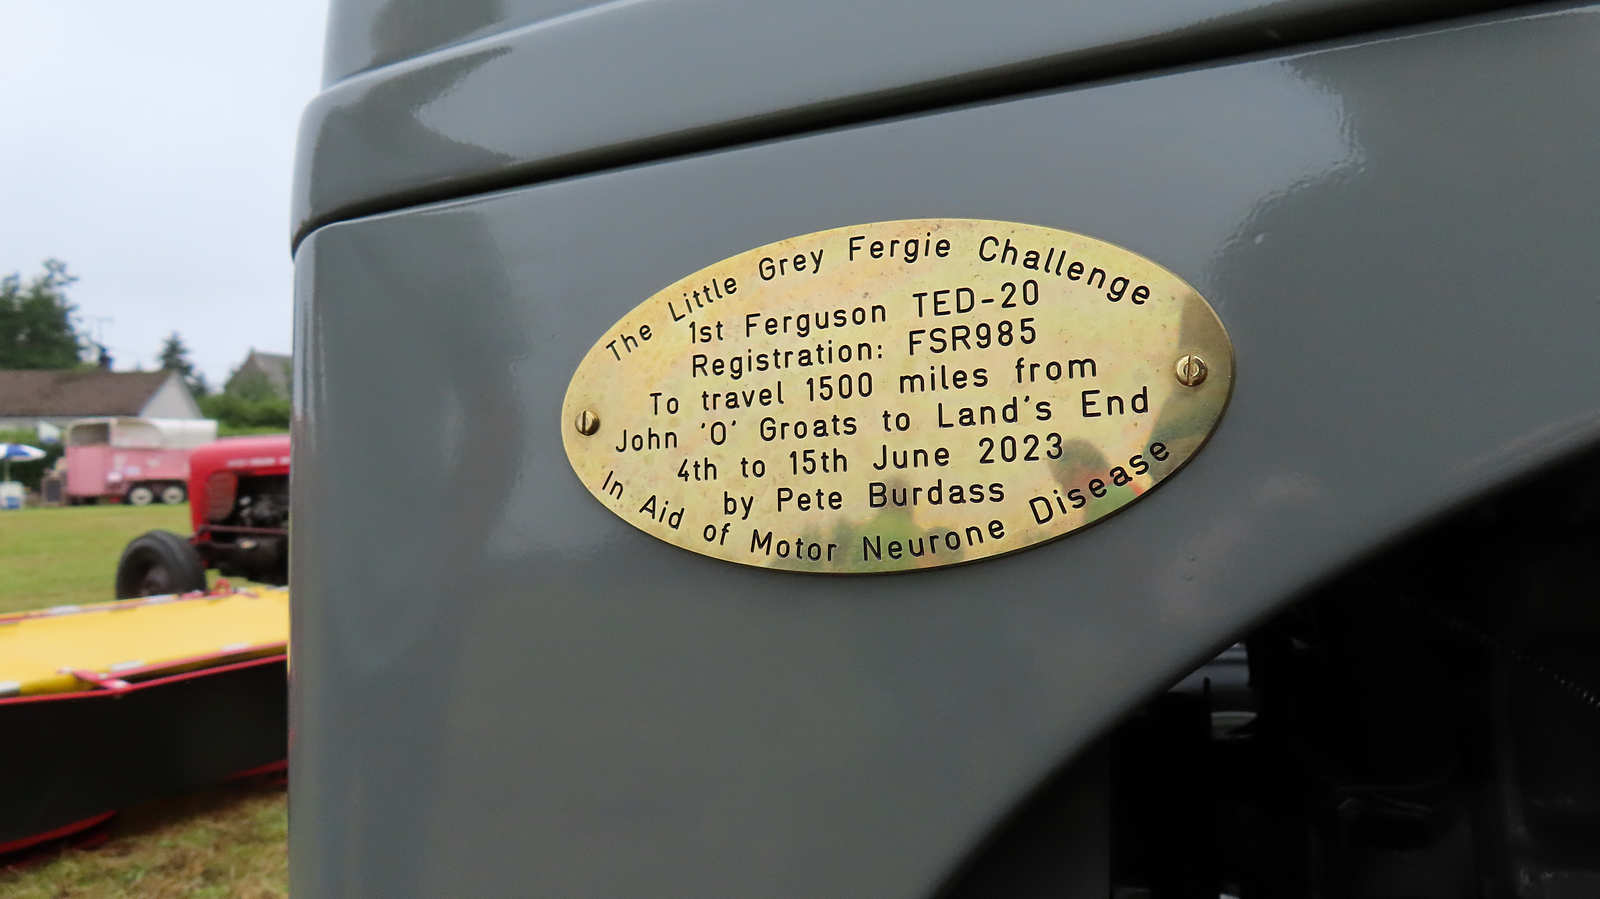 The Little Grey Fergie Challenge
1st Ferguson TED-20
Registration: FSR985
To travel 1500 miles from
John 'O' Groats to Land's End
4th to 15th June 2023
by Pete Burdass
In Aid of Motor Neurone Disease